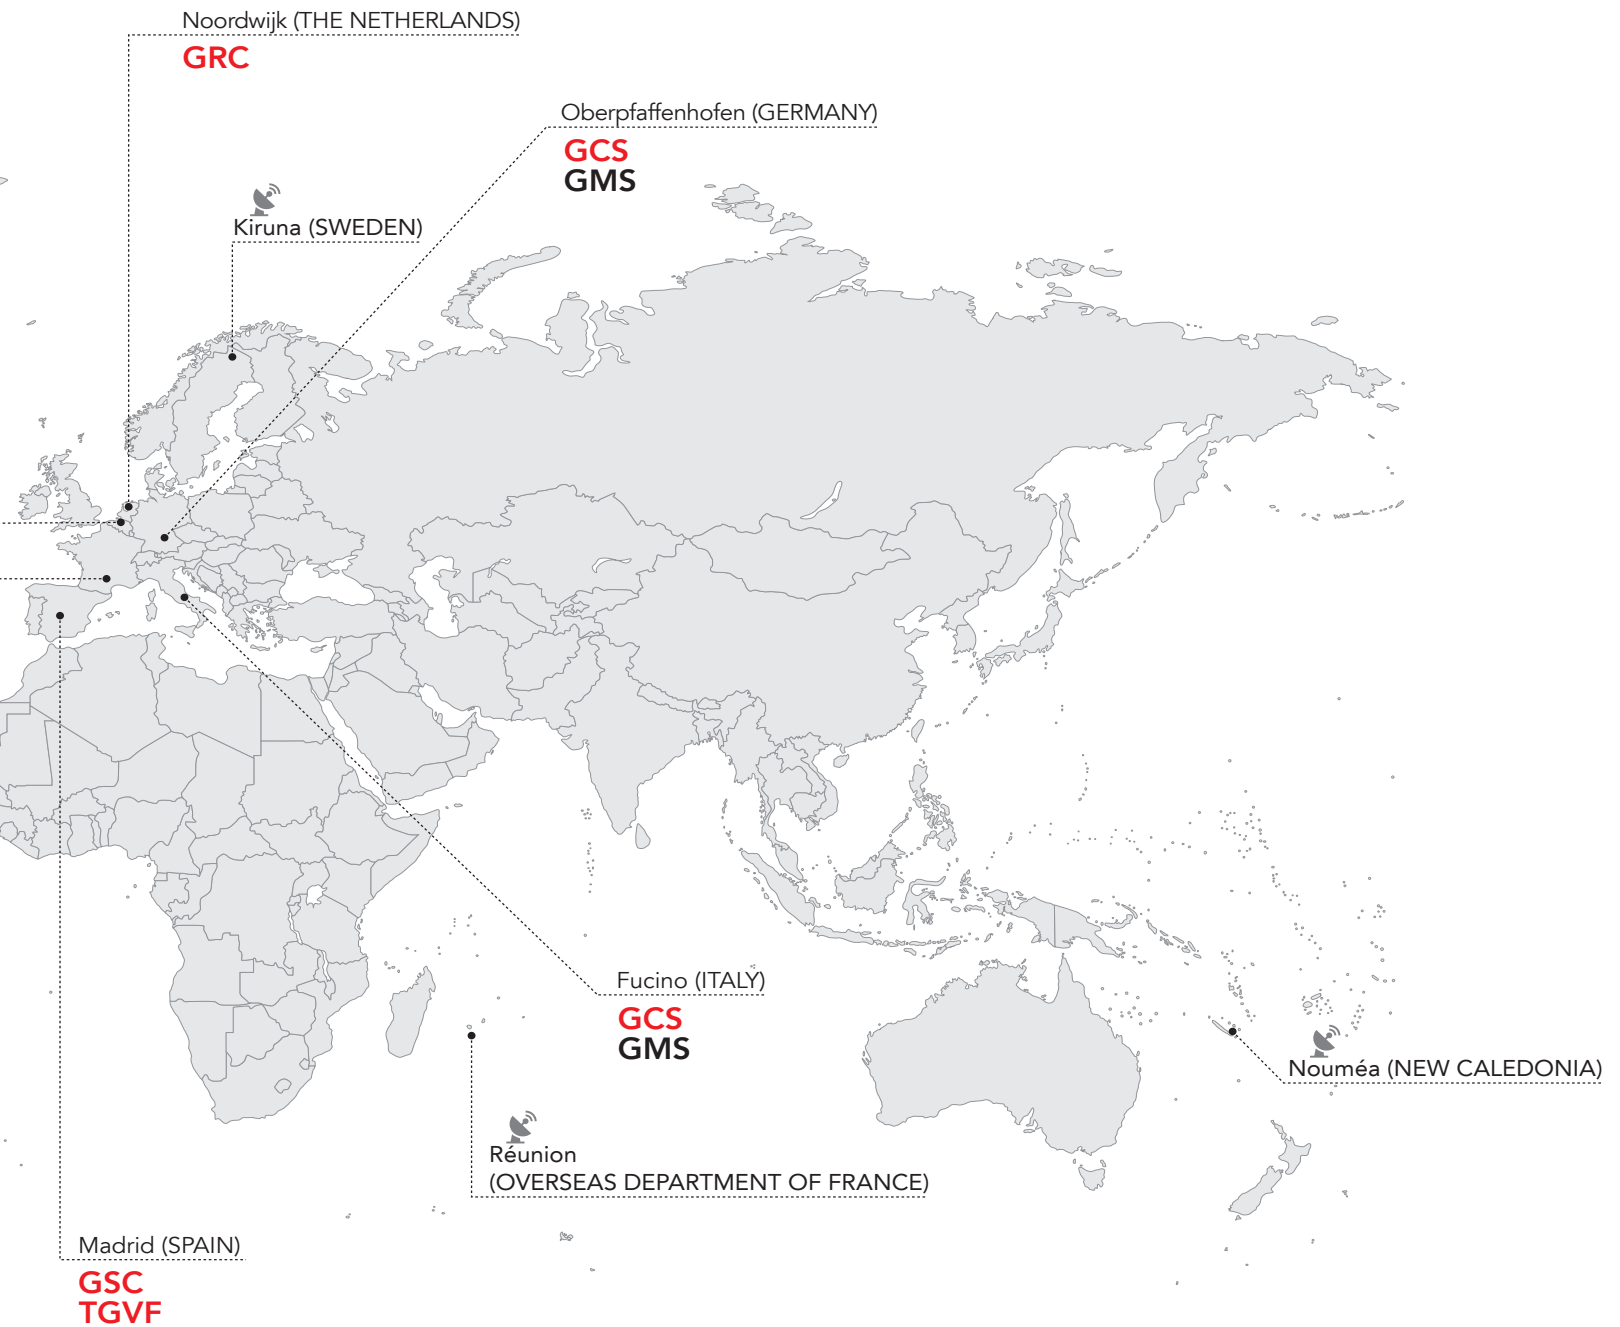 Noordwijk (THE NETHERLANDS)
GRC
Oberpfaffenhofen (GERMANY)
GCS
GMS
Kiruna (SWEDEN)
Fucino (ITALY)
GCS
GMS
Nouméa (NEW CALEDONIA)
Réunion
(OVERSEAS DEPARTMENT OF FRANCE)
Madrid (SPAIN)
GSC
TGVF